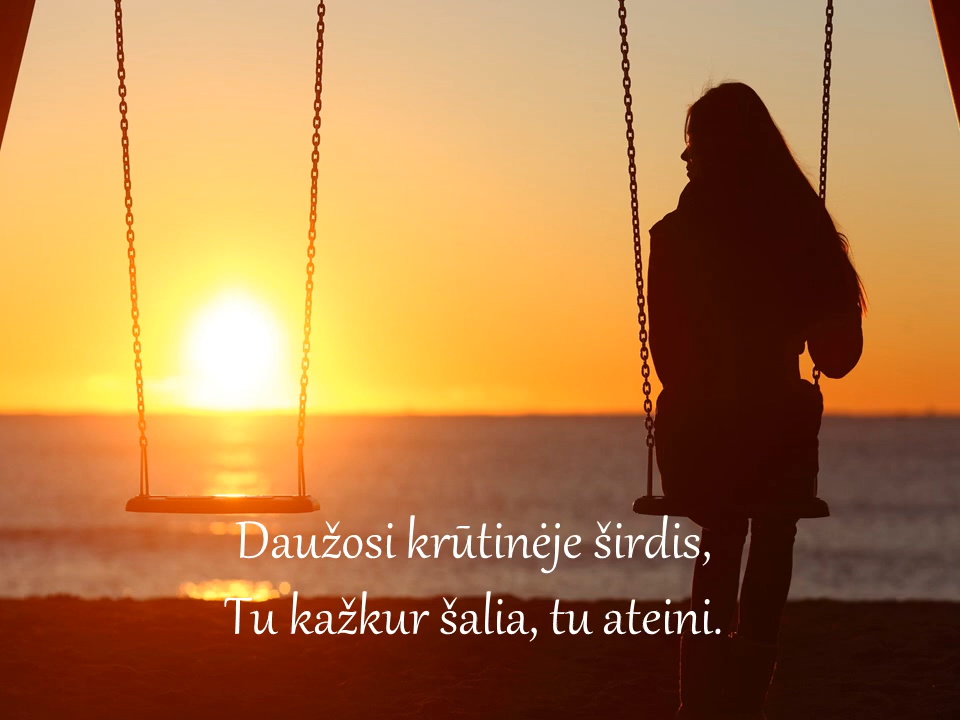 Daužosi krūtinėje širdis,
Tu kažkur šalia, tu ateini.